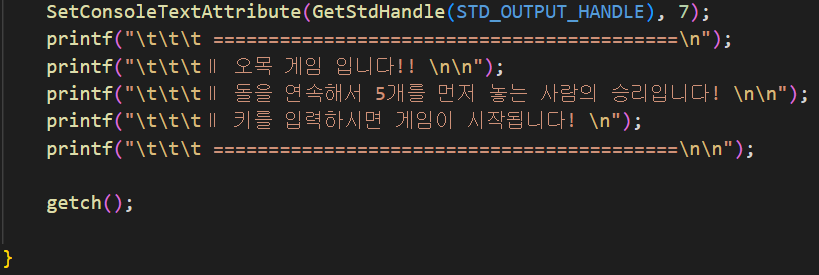 SetConsoleTextAttribute(GetStdHandle(STD_OUTPUT_HANDLE), 7);
printf("\t\t\t ==========================================\n");
printf("\t\t\t‖ 오목 게임 입니다!! \n\n");
printf("\t\t\t‖ 돌을 연속해서 5개를 먼저 놓는 사람의 승리입니다! \n\n");
printf("\t\t\t‖ 키를 입력하시면 게임이 시작됩니다! \n");
printf("\t\t\t ==========================================\n\n");
getch();
}